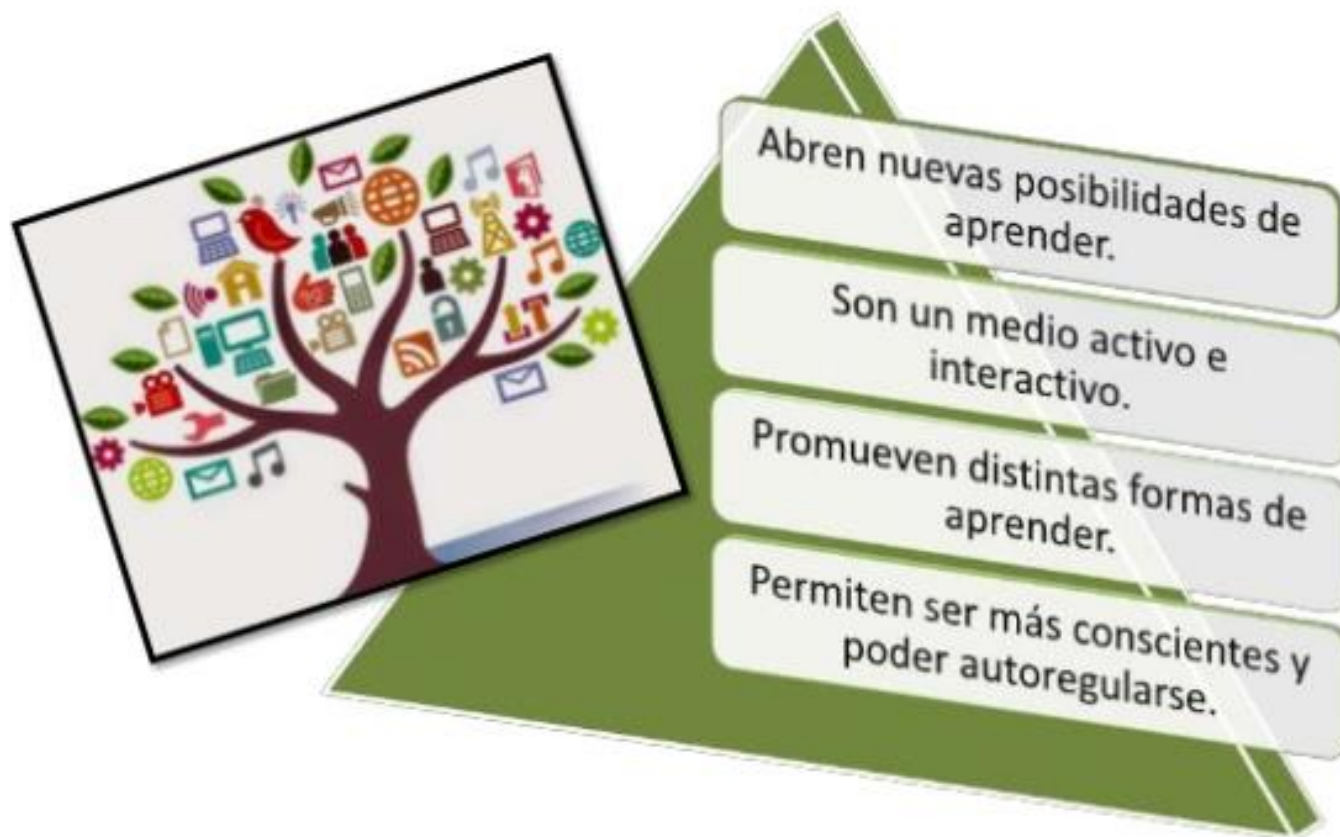 Abren nuevas posibilidades de
aprender.
Son un medio activo e
interactivo.
Promueven distintas formas de
aprender.
Permiten ser más conscientes y
poder autoregularse.